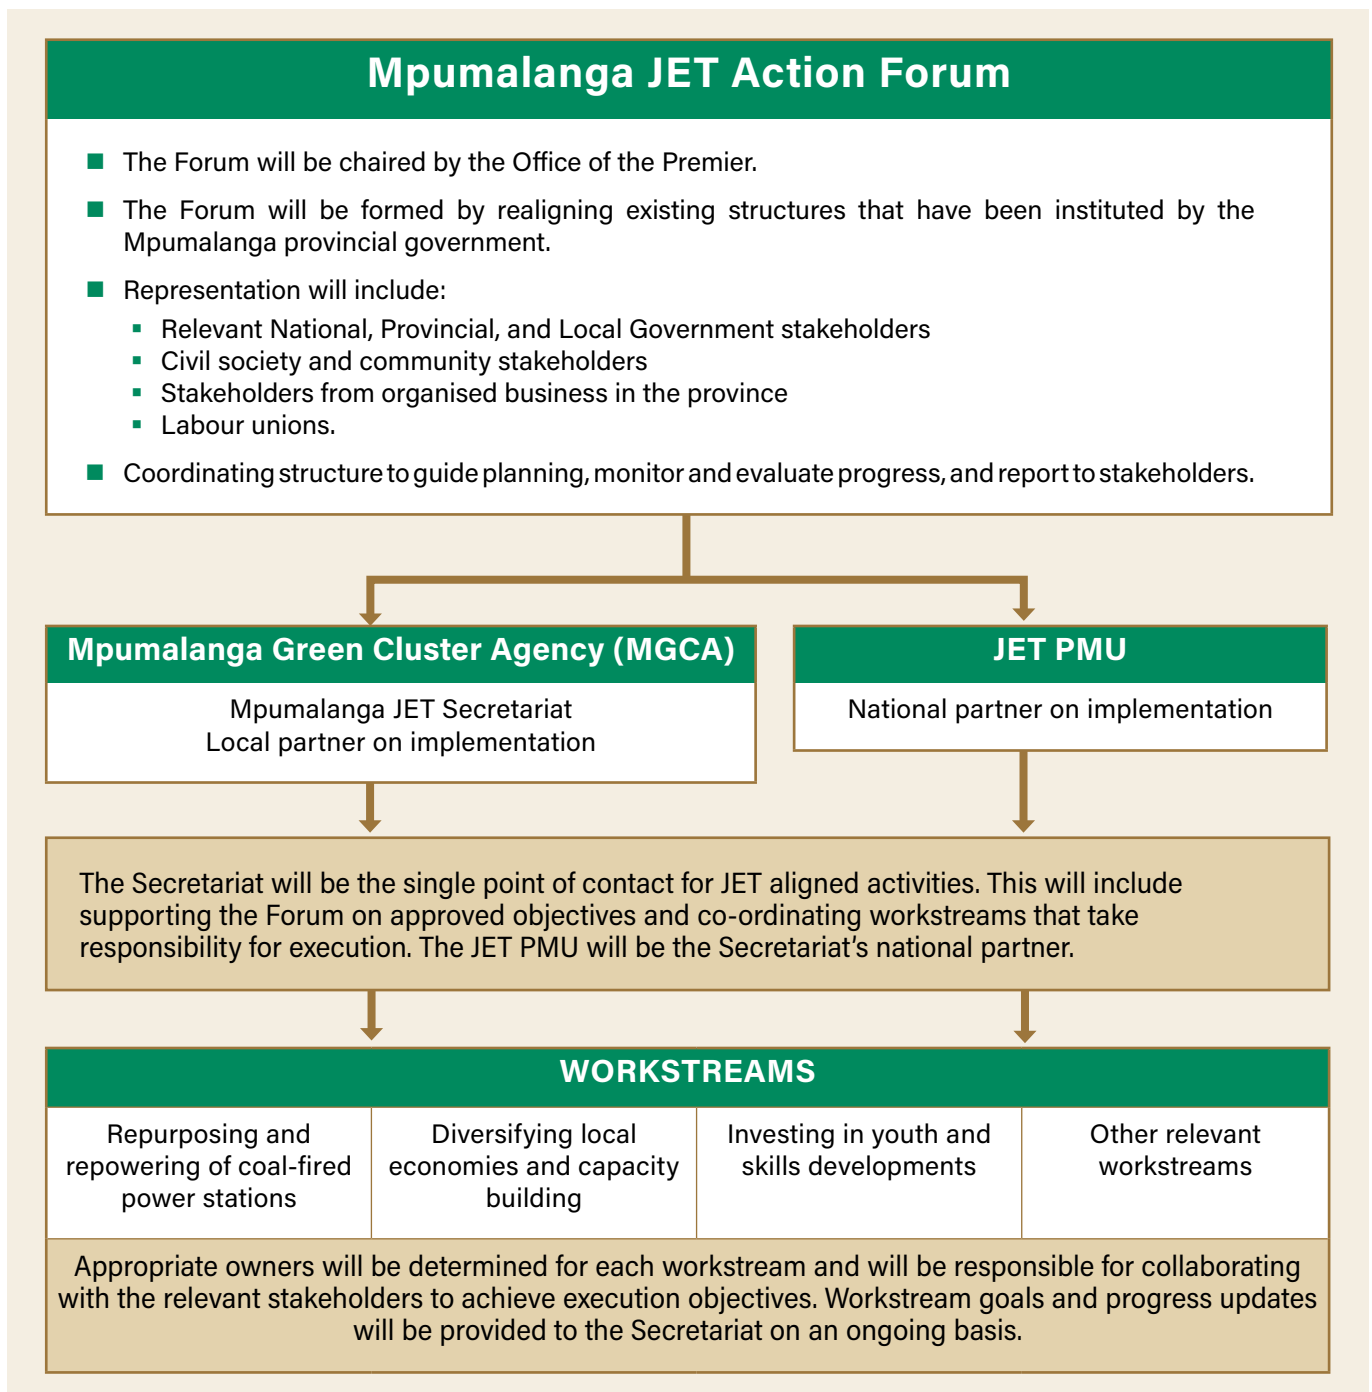 Mpumalanga JET Action Forum
The Forum will be chaired by the Office of the Premier.
The Forum will be formed by realigning existing structures that have been instituted by the
Mpumalanga provincial government.
Representation will include:
Relevant National, Provincial, and Local Government stakeholders
Civil society and community stakeholders
Stakeholders from organised business in the province
Labour unions.
Coordinating structure to guide planning, monitor and evaluate progress, and report to stakeholders.
Mpumalanga Green Cluster Agency (MGCA)
Mpumalanga JET Secretariat
Local partner on implementation
JET PMU
National partner on implementation
The Secretariat will be the single point of contact for JET aligned activities. This will include
supporting the Forum on approved objectives and co-ordinating workstreams that take
responsibility for execution. The JET PMU will be the Secretariat's national partner.
WORKSTREAMS
Repurposing and
repowering of coal-fired
power stations
Diversifying local
economies and capacity
building
Investing in youth and
skills developments
Other relevant
workstreams
Appropriate owners will be determined for each workstream and will be responsible for collaborating
with the relevant stakeholders to achieve execution objectives. Workstream goals and progress updates
will be provided to the Secretariat on an ongoing basis.